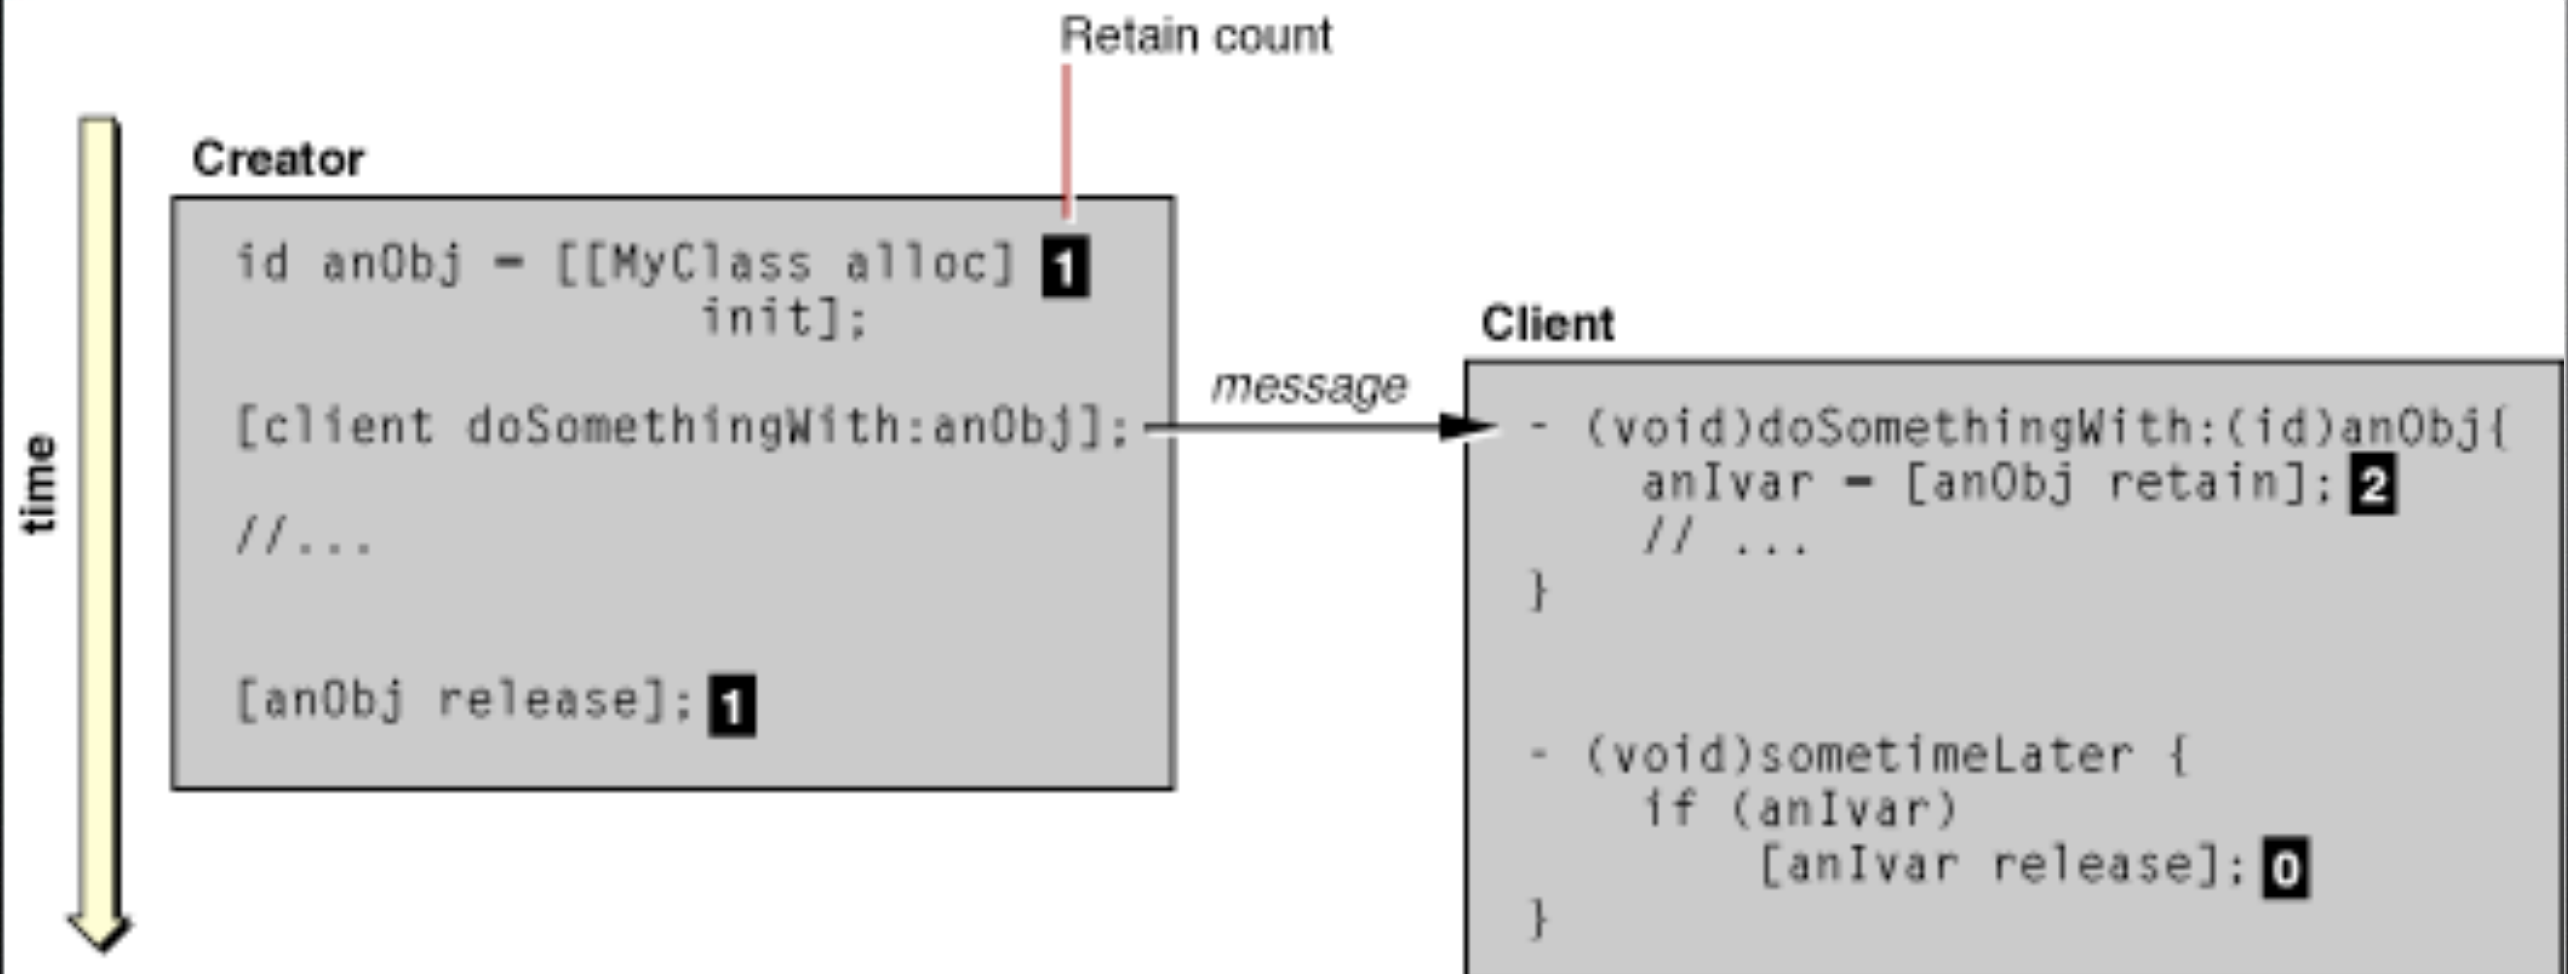 Retain count
Creator
id anObj = [[MyClass alloc] 1
init];
[client doSomethingWith:anObj];
//...
[anObj release]; 1
time
message
Client
- (void)doSomethingWith:(id)anObj{
anIvar = [anObj retain]; 2
// ...
}
- (void)sometimeLater {
if (anIvar)
[anIvar release]; 0
}